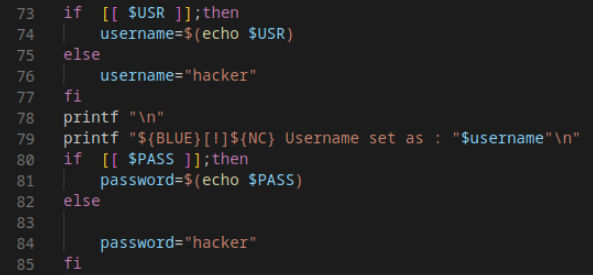 73 if  [[ $USR ]];then
74     username=$(echo $USR)
75 else
76     username="hacker"
77 fi
78 printf "\n"
79 printf "${BLUE}[!]${NC} Username set as : "$username"\n"
80 if  [[ $PASS ]];then
81     password=$(echo $PASS)
82 else
83
84     password="hacker"
85 fi